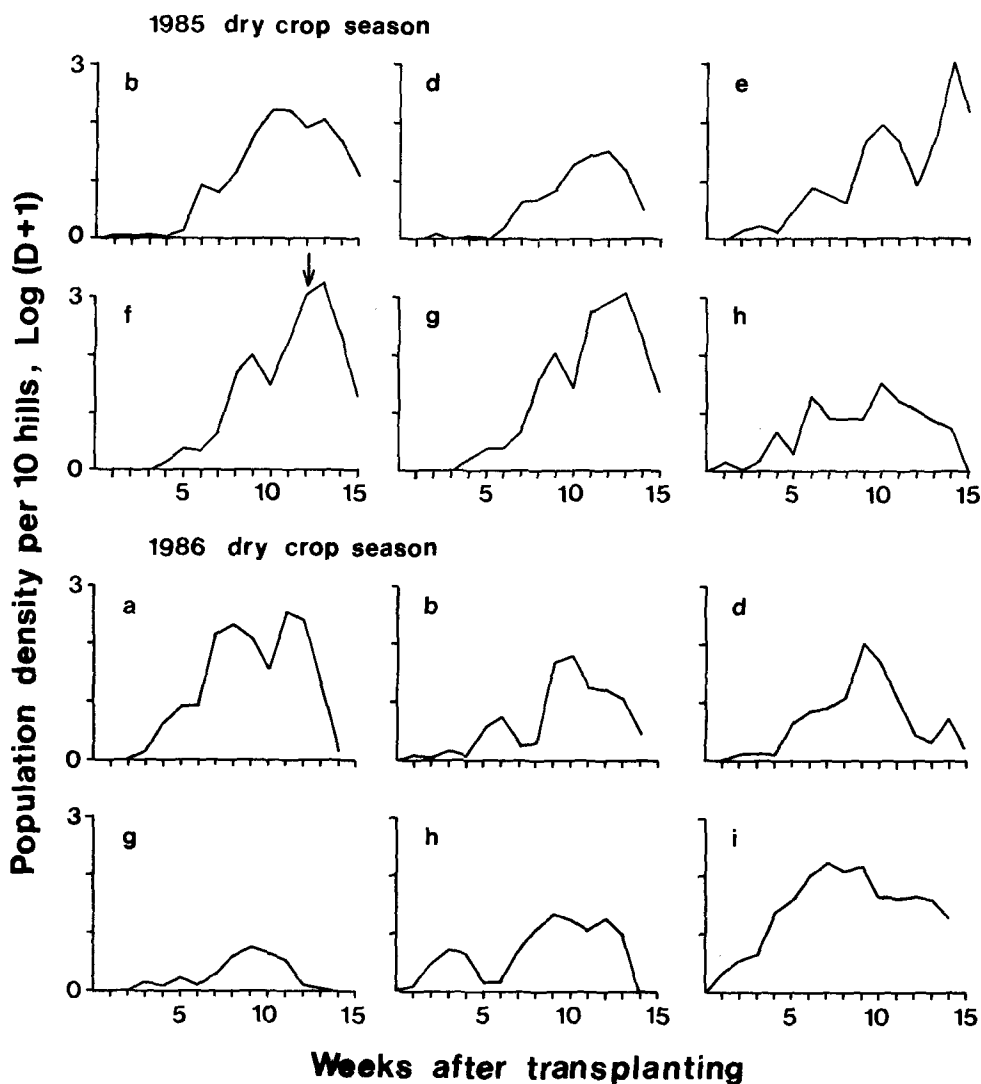 1985 dry crop season
Population density per 10 hills, Log (D+1)
3
0
b
d
e
3
0
f
g
h
5 10 15
5 10 15
5 10 15
1986 dry crop season
3
0
a
b
d
3
0
g
h
i
5 10 15
5 10 15
5 10 15
Weeks after transplanting